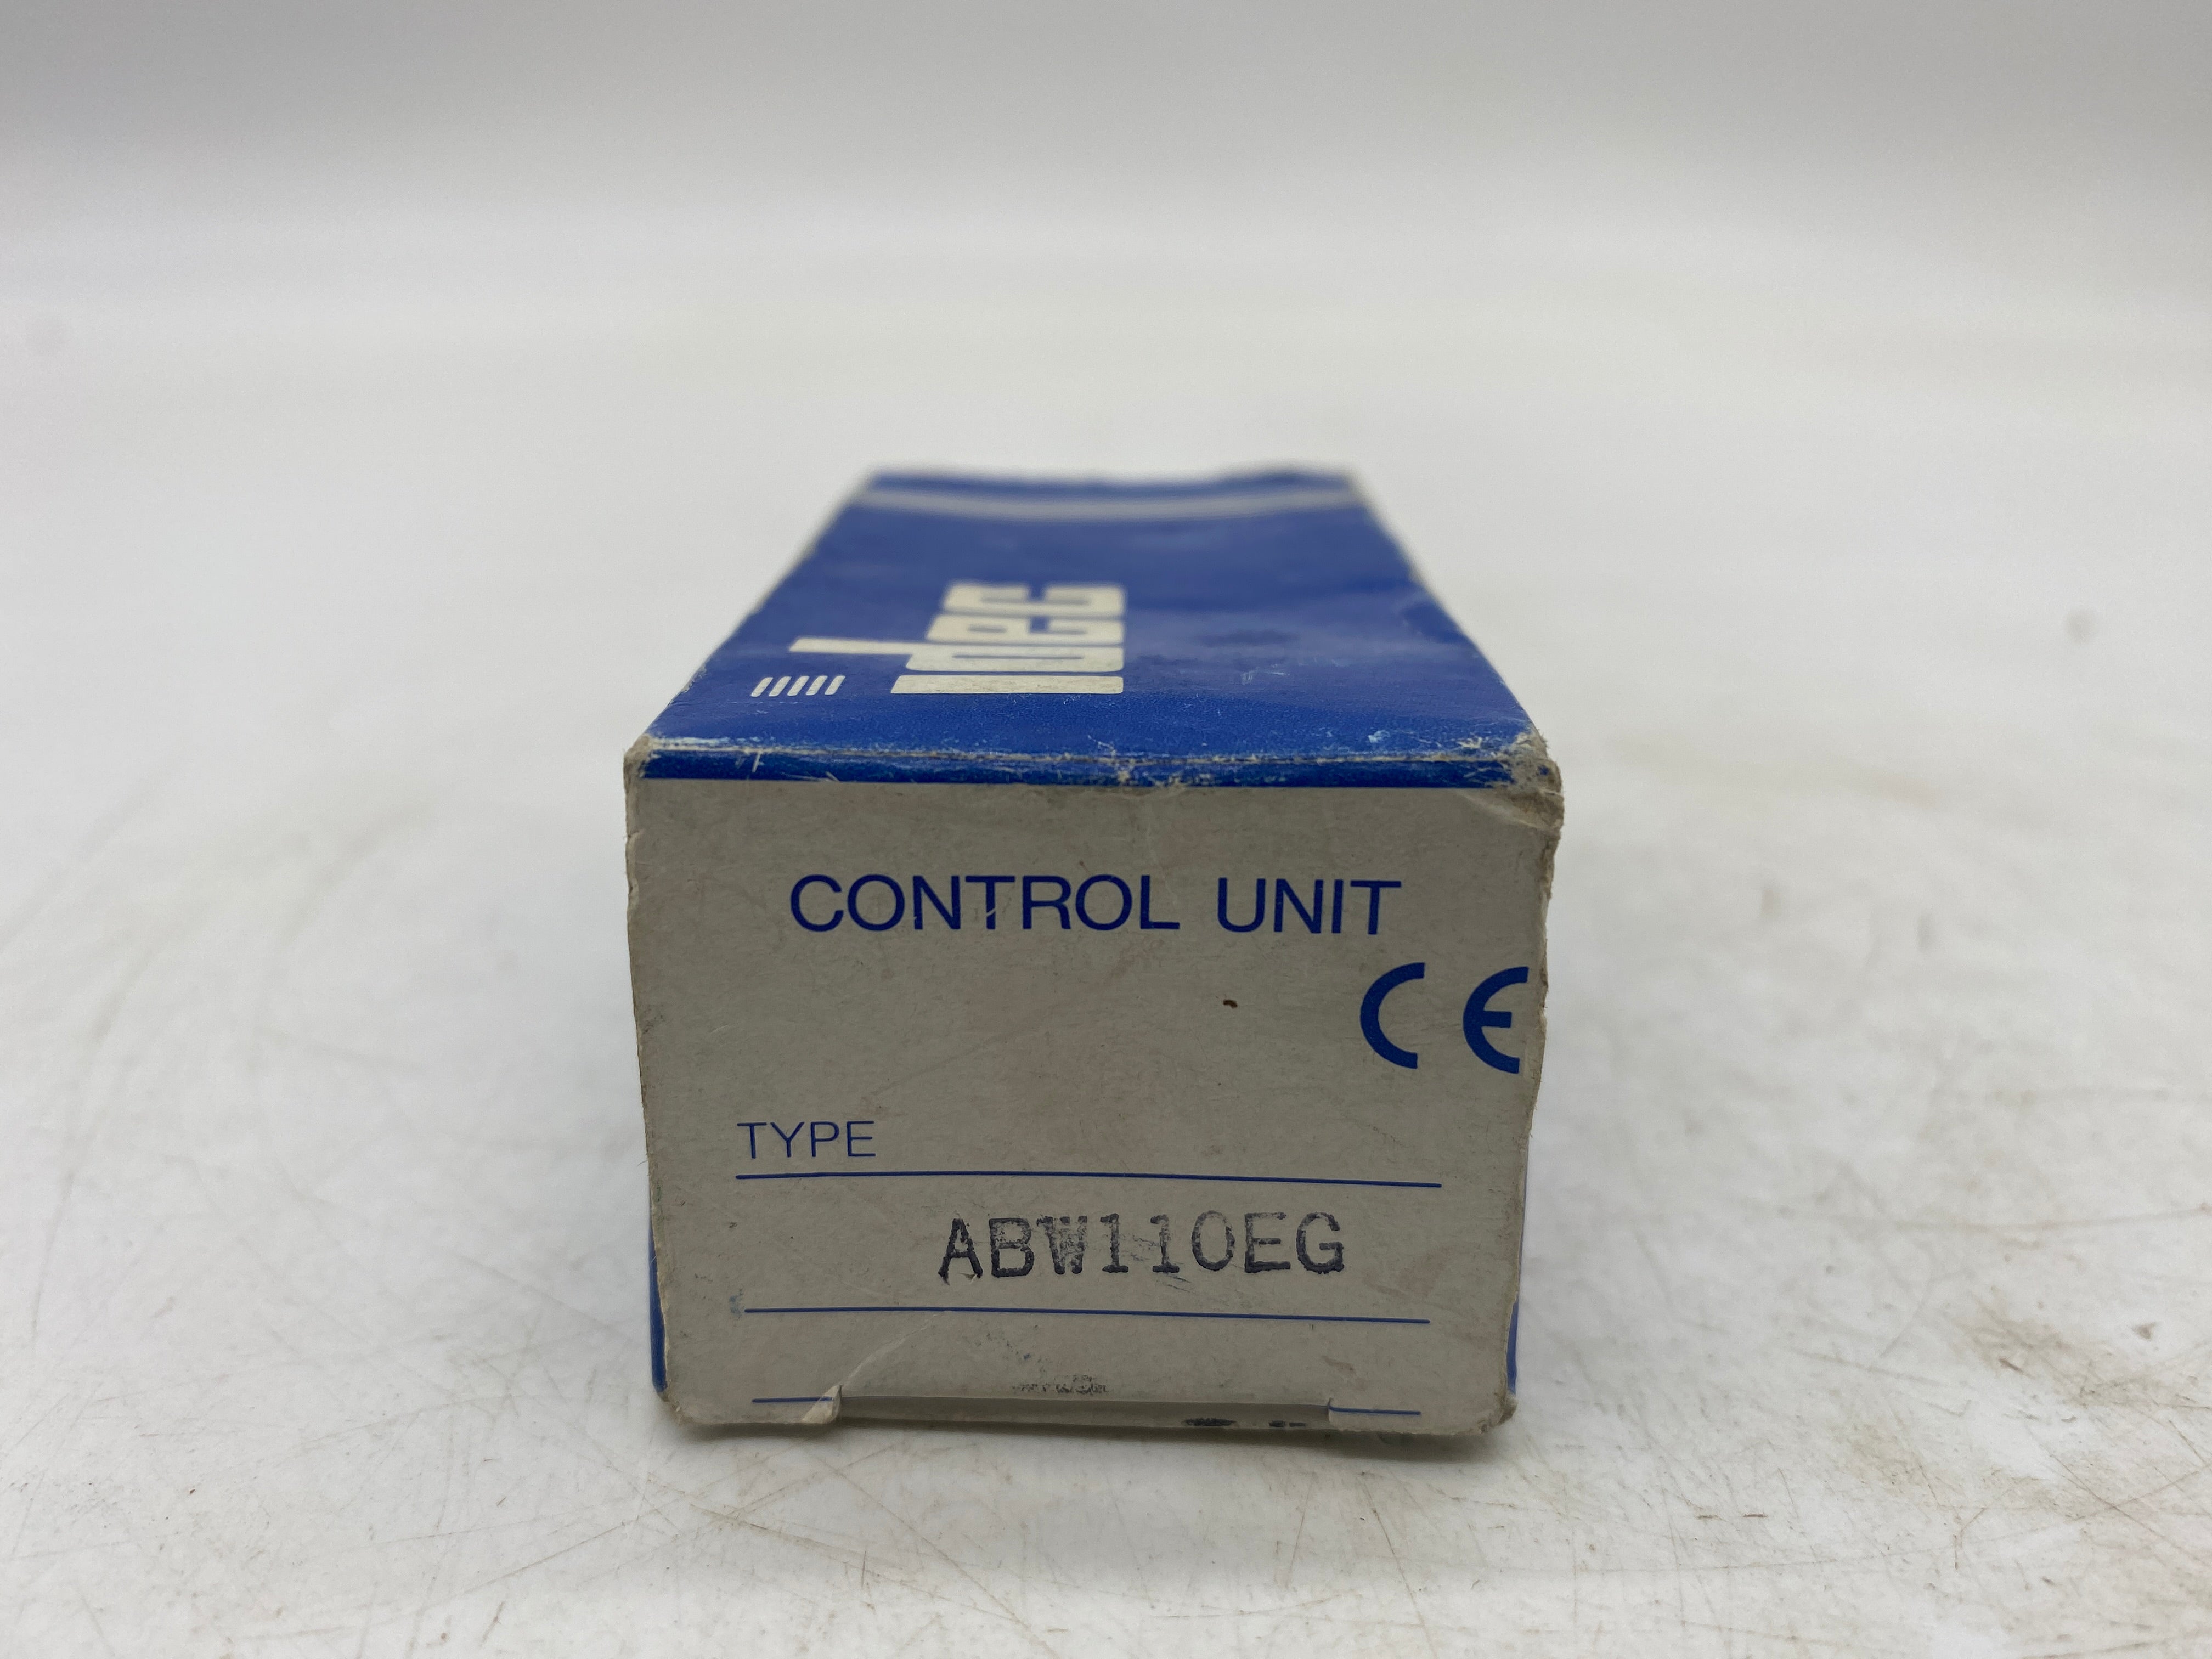 idec
CONTROL UNIT
CE
TYPE
ABW110EG